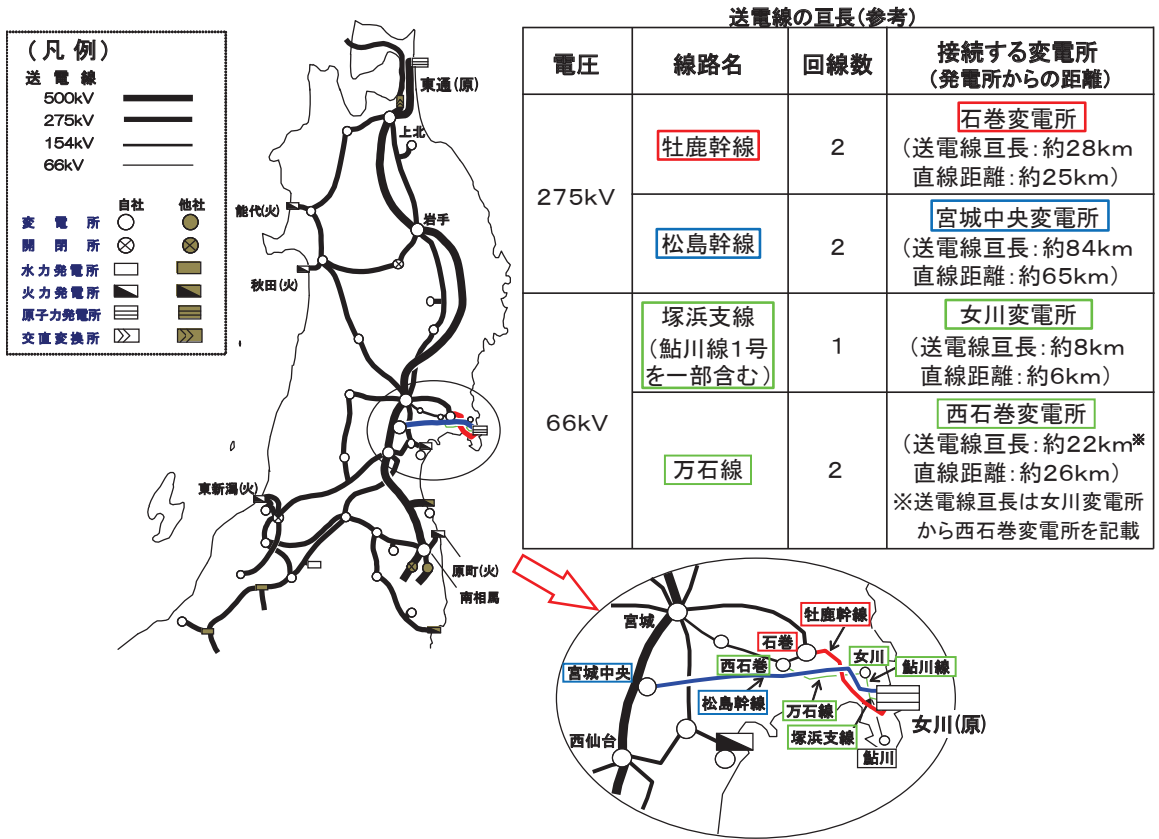 (凡 例)
送 電 線
500kV
275kV
154kV
66kV
自社 他社
変 電 所
開 閉 所
水力発電所
火力発電所
原子力発電所
交直変換所
東通(原)
上北
能代(火)
岩手
秋田(火)
東新潟(火)
原町(火)
南相馬
送電線の亘長(参考)
電圧 線路名 回線数 接続する変電所
(発電所からの距離)
275kV
牡鹿幹線 2 石巻変電所
(送電線亘長:約28km
直線距離:約25km)
松島幹線 2 宮城中央変電所
(送電線亘長:約84km
直線距離:約65km)
66kV
塚浜支線
(鮎川線1号
を一部含む)
1
女川変電所
(送電線亘長:約8km
直線距離:約6km)
万石線 2 西石巻変電所
(送電線亘長:約22km※
直線距離:約26km)
※送電線亘長は女川変電所
から西石巻変電所を記載
宮城
牡鹿幹線
石巻
西石巻
女川
鮎川線
宮城中央
松島幹線
万石線
塚浜支線
女川(原)
西仙台
鮎川